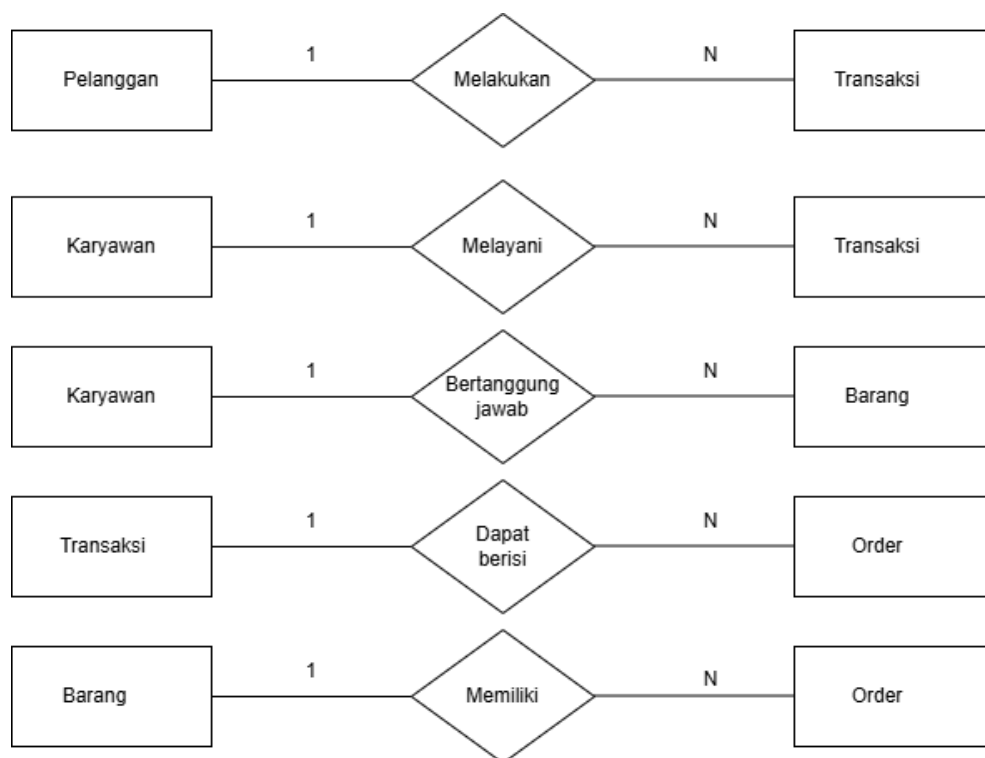 1
N
Pelanggan
Melakukan
Transaksi
1
N
Karyawan
Melayani
Transaksi
1
N
Karyawan
Bertanggung
jawab
Barang
1
N
Transaksi
Dapat
berisi
Order
1
N
Barang
Memiliki
Order